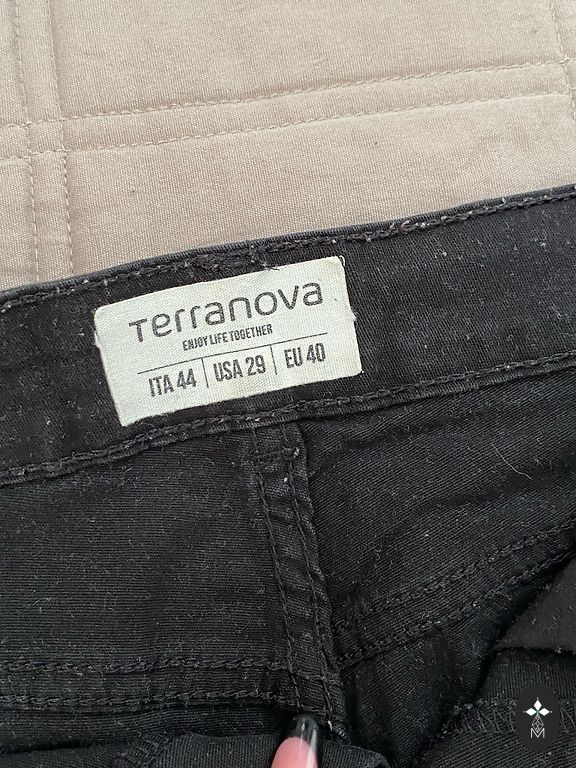 Terranova
ENJOY LIFE TOGETHER
ITA 44 | USA 29 | EU 40
M